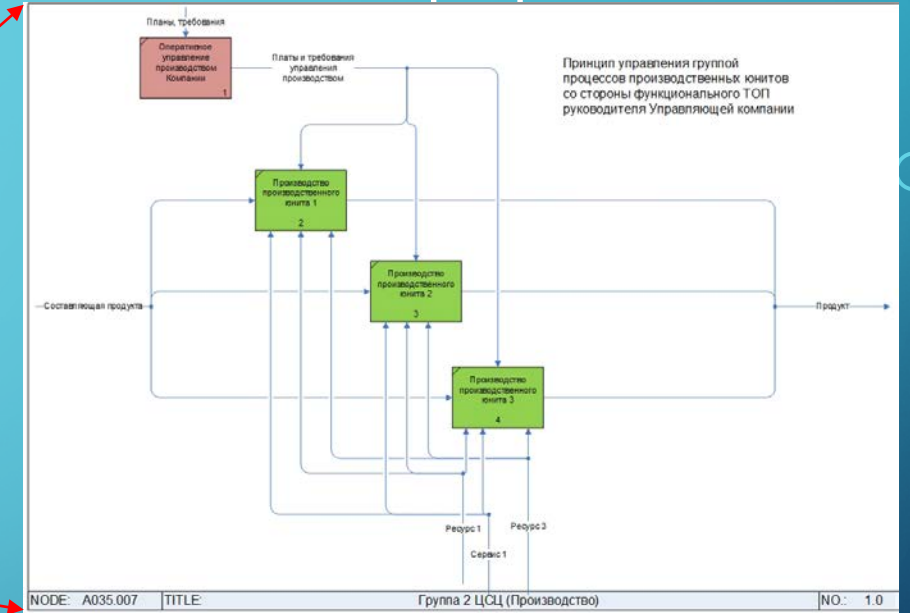 Планы, требования
Оперативное
управление
производством
Компании
1
Платы и требования
управления
производством
Принцип управления группой
процессов производственных юнитов
со стороны функционального ТОП
руководителя Управляющей компании
Производство
производственного
юнита 1
2
Производство
производственного
юнита 2
3
Составляющая продукта
Продукт
Производство
производственного
юнита 3
4
Ресурс 1
Ресурс 3
Сервис 1
NODE: A035.007
TITLE:
Группа 2 ЦСЦ (Производство)
NO.: 1.0